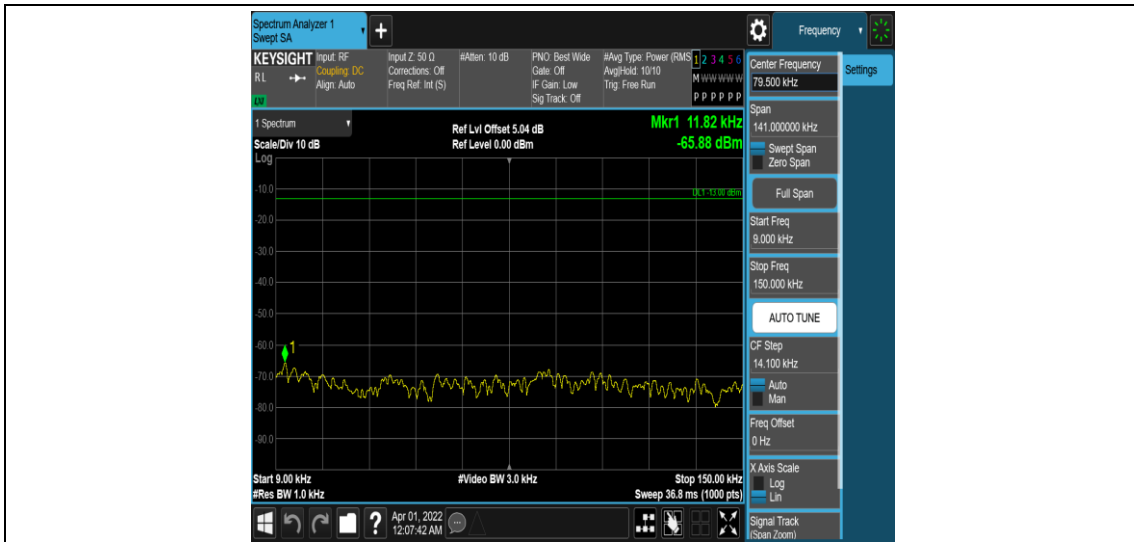 Spectrum Analyzer 1
Swept SA
+
Frequency
KEYSIGHT
RL
LXI
Input: RF
Coupling: DC
Align: Auto
Input Z: 50 Ω
Corrections: Off
Freq Ref: Int (S)
#Atten: 10 dB
PNO: Best Wide
Gate: Off
IF Gain: Low
Sig Track: Off
#Avg Type: Power (RMS
Avg|Hold: 10/10
Trig: Free Run
1 2 3 4 5 6
M W W W W W
P P P P P P
1 Spectrum
Scale/Div 10 dB
Log
Ref Lvl Offset 5.04 dB
Ref Level 0.00 dBm
Mkr1 11.82 kHz
-65.88 dBm
DL1 -13.00 dBm
-10.0
-20.0
-30.0
-40.0
-50.0
-60.0
1
-70.0
-80.0
-90.0
Start 9.00 kHz
#Res BW 1.0 kHz
#Video BW 3.0 kHz
Stop 150.00 kHz
Sweep 36.8 ms (1000 pts)
?
Apr 01, 2022
12:07:42 AM
Center Frequency
79.500 kHz
Settings
Span
141.000000 kHz
Swept Span
Zero Span
Full Span
Start Freq
9.000 kHz
Stop Freq
150.000 kHz
AUTO TUNE
CF Step
14.100 kHz
Auto
Man
Freq Offset
0 Hz
X Axis Scale
Log
Lin
Signal Track
(Span Zoom)